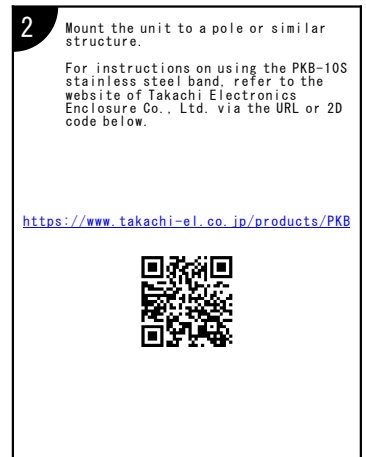 2
Mount the unit to a pole or similar
structure.
For instructions on using the PKB-10S
stainless steel band, refer to the
website of Takachi Electronics
Enclosure Co., Ltd. via the URL or 2D
code below.
https://www.takachi-el.co.jp/products/PKB